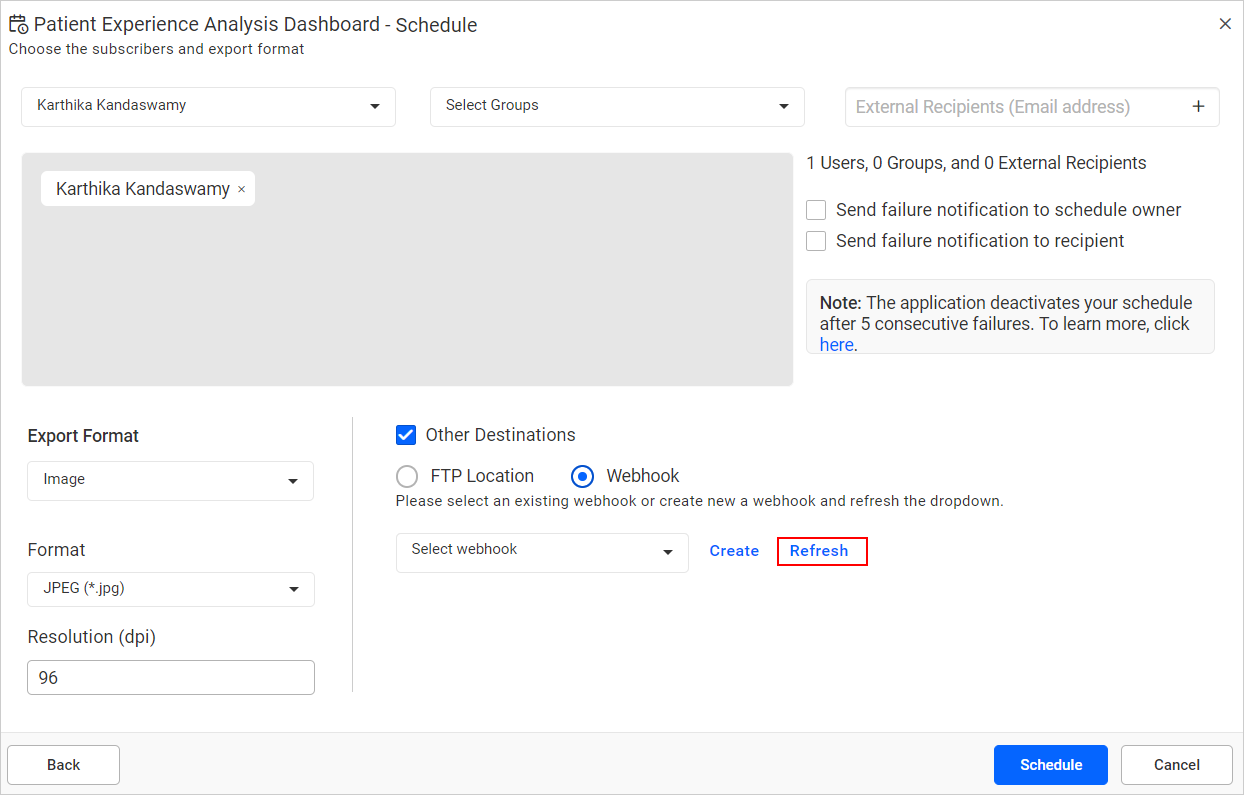 Patient Experience Analysis Dashboard - Schedule
Choose the subscribers and export format
Karthika Kandaswamy
Select Groups
External Recipients (Email address)
Karthika Kandaswamy ×
1 Users, 0 Groups, and 0 External Recipients
Send failure notification to schedule owner
Send failure notification to recipient
Note: The application deactivates your schedule
after 5 consecutive failures. To learn more, click
here.
Export Format
Image
Format
JPEG (*.jpg)
Resolution (dpi)
96
Other Destinations
FTP Location
Webhook
Please select an existing webhook or create new a webhook and refresh the dropdown.
Select webhook
Create
Refresh
Back
Schedule
Cancel